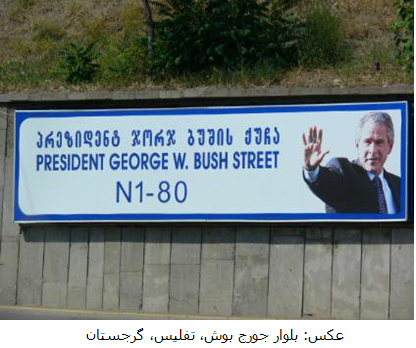 პრეზიდენტ ჯორჯ ბუშის ქუჩა
PRESIDENT GEORGE W. BUSH STREET
N1-80
عکس: بلوار جورج بوش، تفلیس، گرجستان